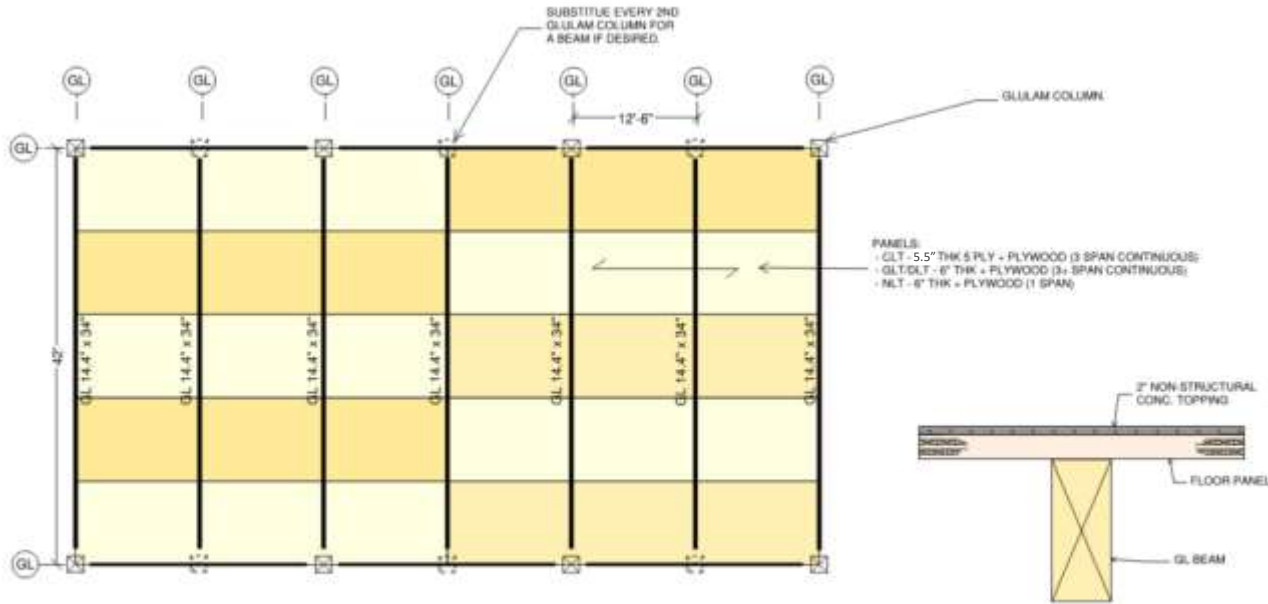 SUBSTITUE EVERY 2ND
GLULAM COLUMN FOR
A BEAM IF DESIRED.
GL GL GL GL GL GL GL
12'-6"
GLULAM COLUMN.
GL
PANELS:
- CLT - 5.5" THK 5 PLY + PLYWOOD (3 SPAN CONTINUOUS)
- GLT/DLT - 6" THK + PLYWOOD (3+ SPAN CONTINUOUS)
- NLT - 6" THK + PLYWOOD (1 SPAN)
42'
GL 14.4" x 34"
GL 14.4" x 34"
GL 14.4" x 34"
GL 14.4" x 34"
GL 14.4" x 34"
GL 14.4" x 34"
GL 14.4" x 34"
2" NON-STRUCTURAL
CONC. TOPPING
FLOOR PANEL
GL BEAM
GL